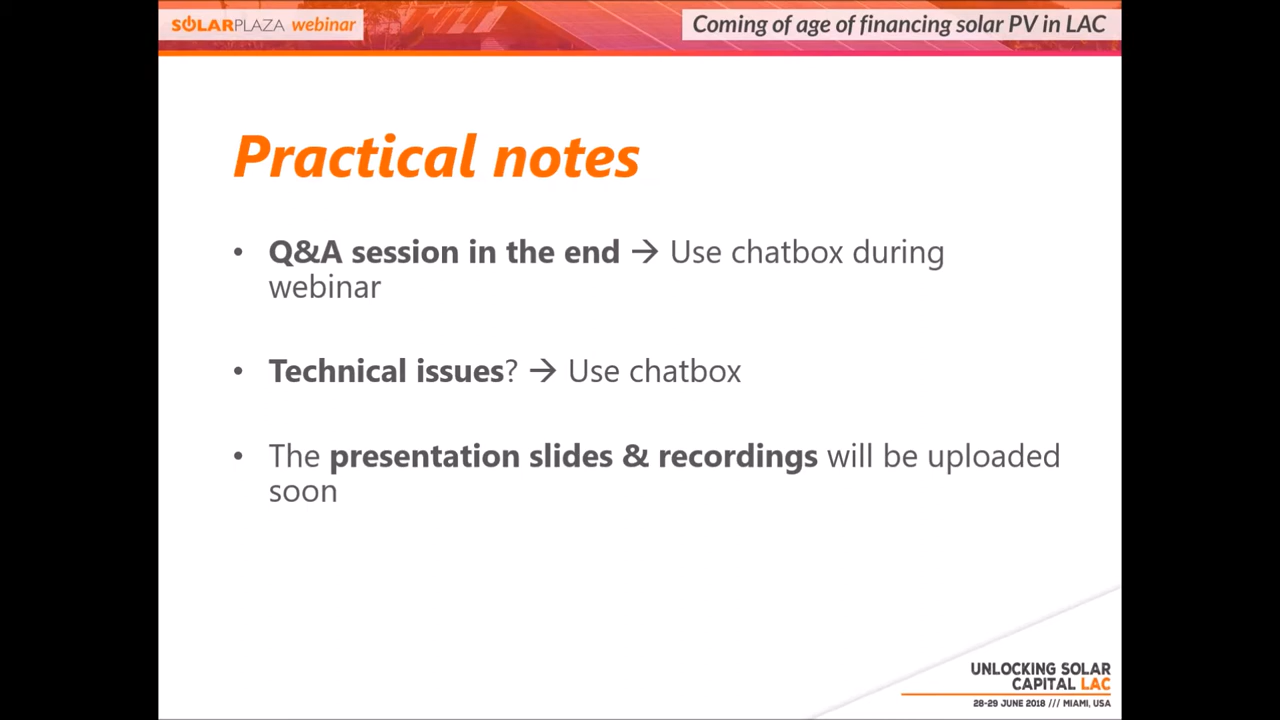 SOLARPLAZA webinar
Coming of age of financing solar PV in LAC
Practical notes
• Q&A session in the end → Use chatbox during
webinar
• Technical issues? → Use chatbox
• The presentation slides & recordings will be uploaded
soon
UNLOCKING SOLAR
CAPITAL LAC
28-29 JUNE 2018 /// MIAMI, USA